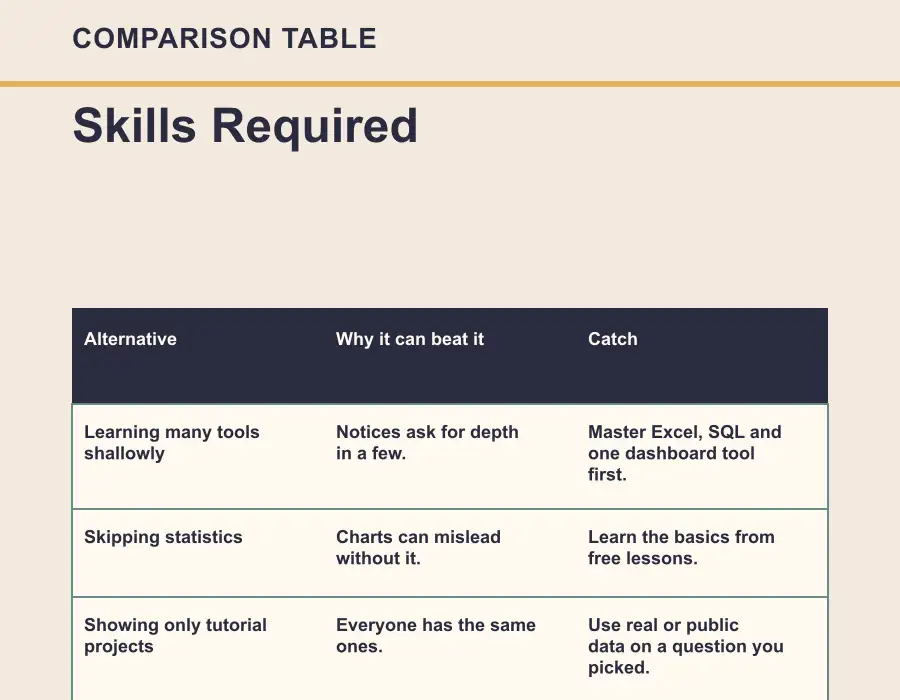 COMPARISON TABLE
Skills Required
Alternative
Why it can beat it
Catch
Learning many tools
shallowly
Notices ask for depth
in a few.
Master Excel, SQL and
one dashboard tool
first.
Skipping statistics
Charts can mislead
without it.
Learn the basics from
free lessons.
Showing only tutorial
projects
Everyone has the same
ones.
Use real or public
data on a question you
picked.